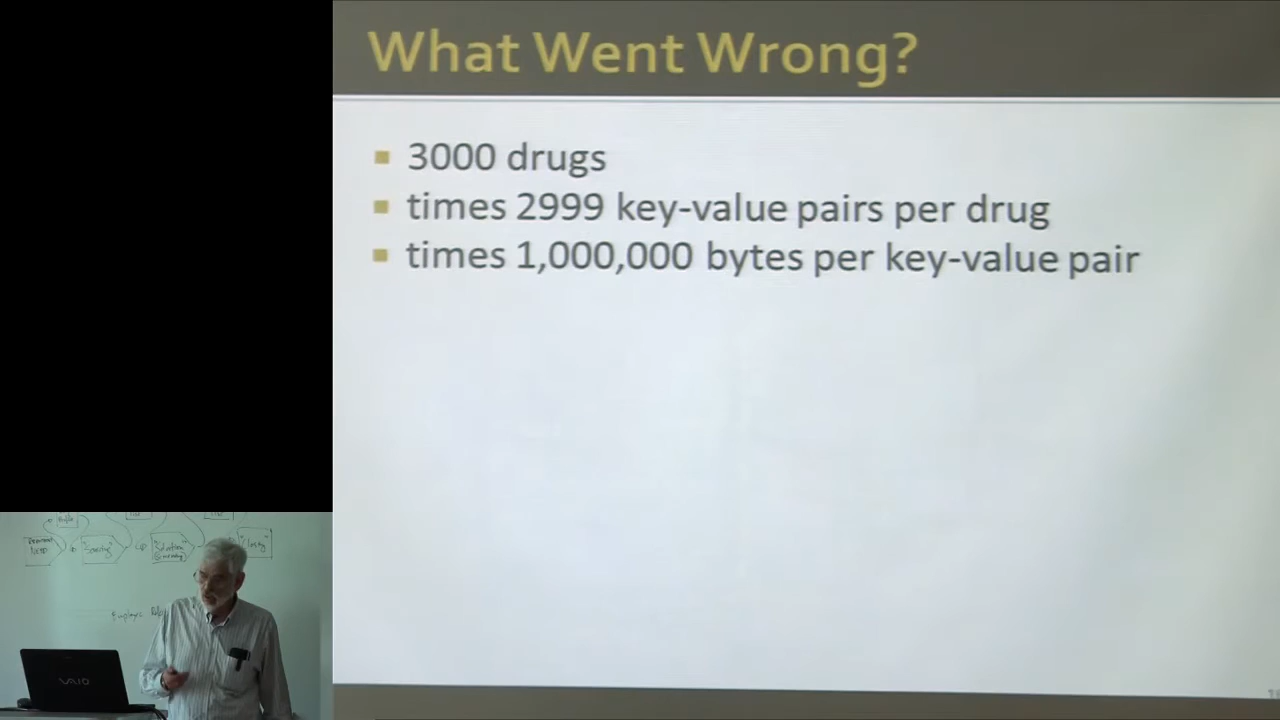 What Went Wrong?
3000 drugs
times 2999 key-value pairs per drug
times 1,000,000 bytes per key-value pair
VAIO